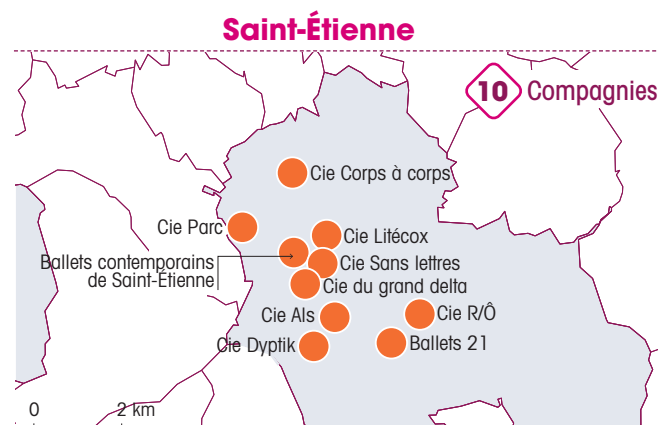 Saint-Étienne
10 Compagnies
Cie Corps à corps
Cie Parc
Cie Litécox
Ballets contemporains
de Saint-Étienne
Cie Sans lettres
Cie du grand delta
Cie Als
Cie R/Ô
Cie Dyptik
Ballets 21
0 2 km